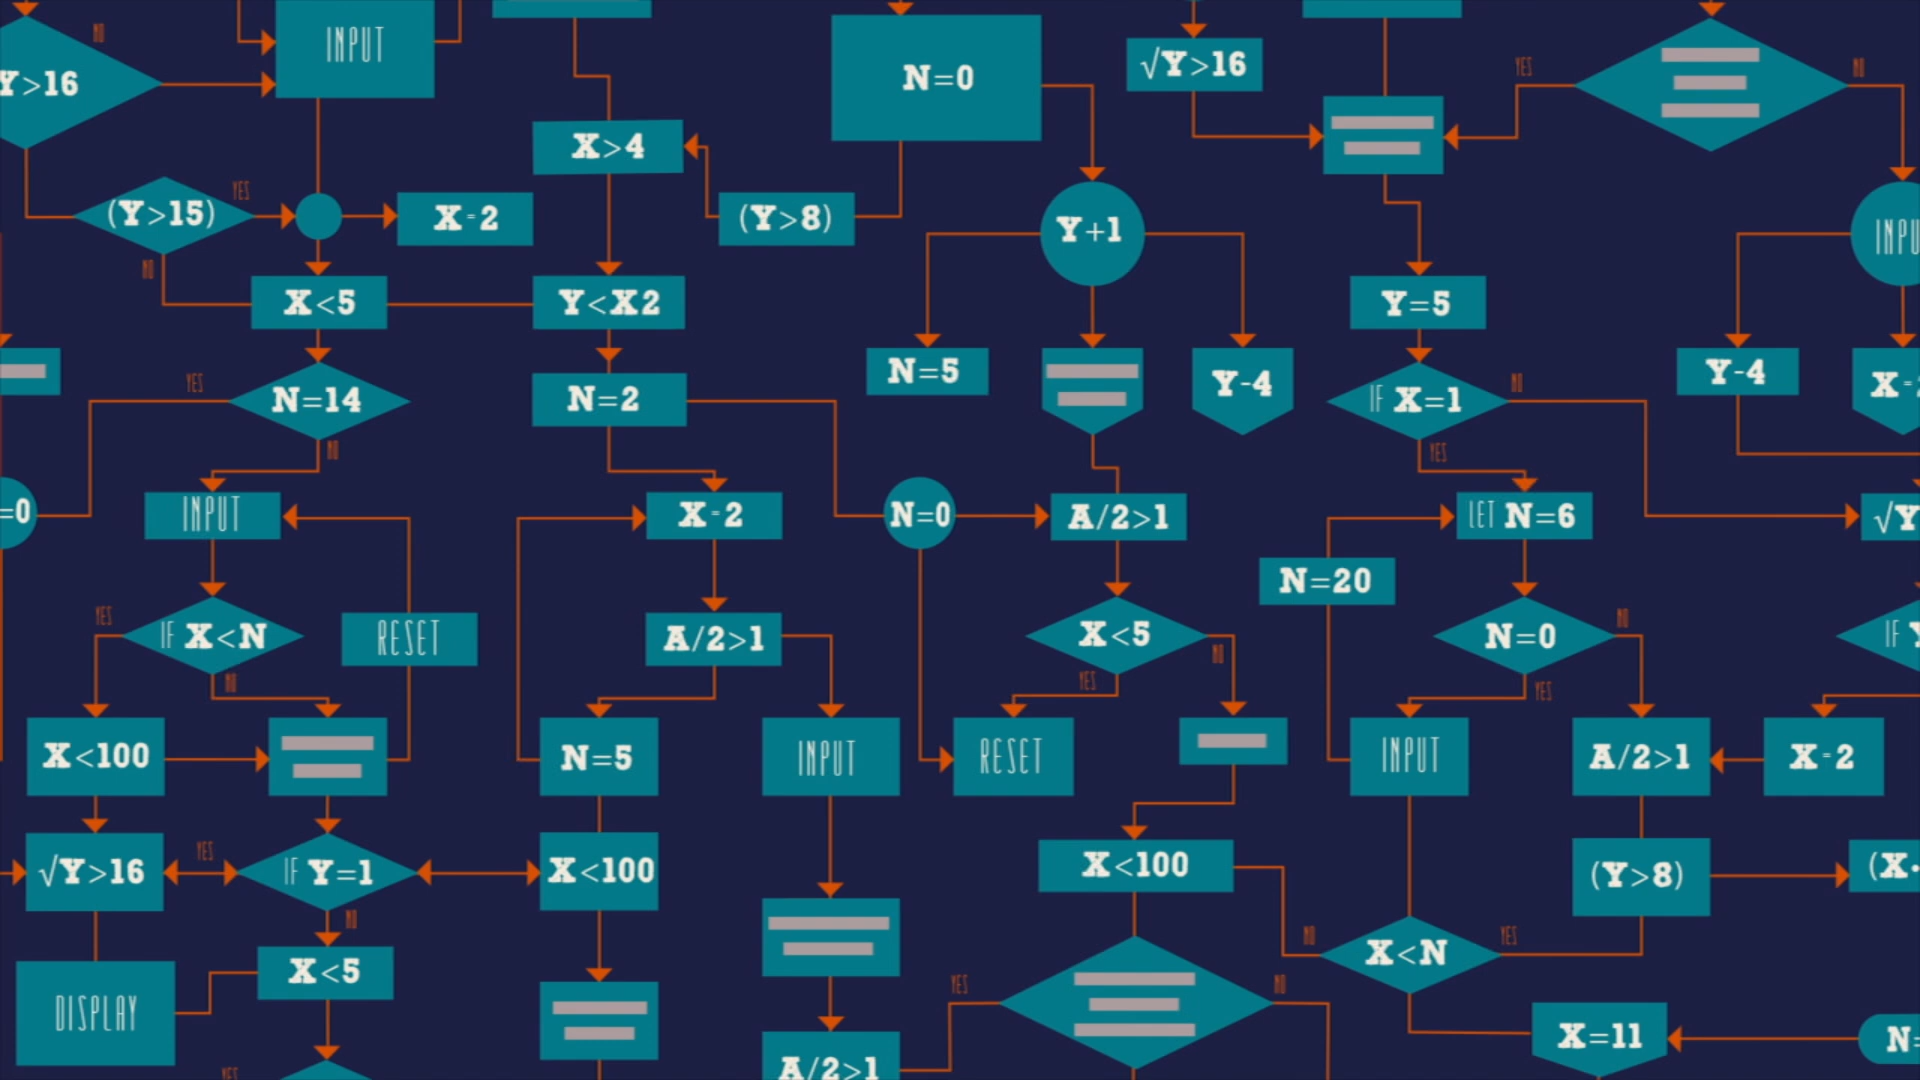 NO
INPUT
Y>16
N=0
√Y>16
YES
NO
X>4
(Y>15)
YES
X=2
(Y>8)
Y+1
NO
X<5
Y<X2
Y=5
N=5
Y-4
Y-4
YES
N=14
N=2
IF X=1
NO
NO
YES
=0
INPUT
X=2
N=0
A/2>1
LET N=6
N=20
YES
IF X<N
RESET
A/2>1
X<5
NO
N=0
NO
IF
NO
YES
YES
X<100
N=5
INPUT
RESET
INPUT
A/2>1
X=2
√Y>16
YES
IF Y=1
X<100
X<100
(Y>8)
NO
X<5
NO
X<N
YES
DISPLAY
YES
NO
X=11
A/2>1
YES